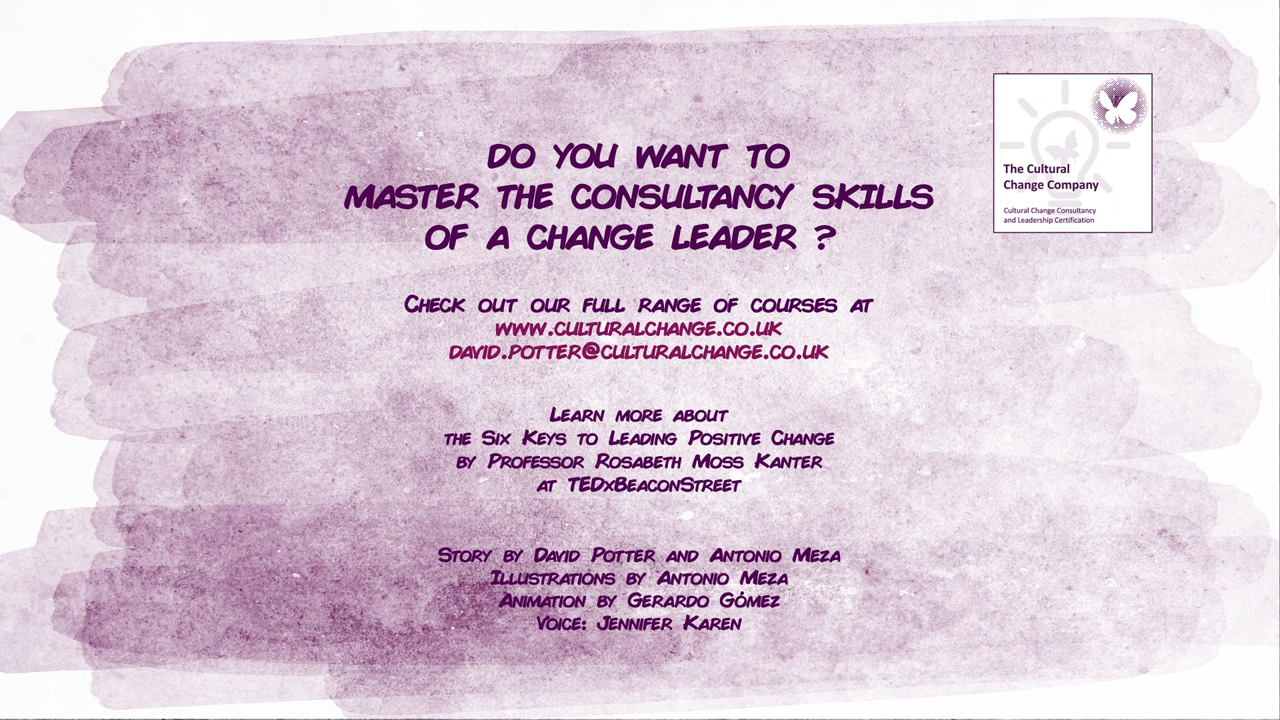 DO YOU WANT TO
MASTER THE CONSULTANCY SKILLS
OF A CHANGE LEADER ?
The Cultural
Change Company
Cultural Change Consultancy
and Leadership Certification
Check out our full range of courses at
www.culturalchange.co.uk
david.potter@culturalchange.co.uk
Learn more about
the Six Keys to Leading Positive Change
by Professor Rosabeth Moss Kanter
at TEDxBeaconStreet
Story by David Potter and Antonio Meza
Illustrations by Antonio Meza
Animation by Gerardo Gómez
Voice: Jennifer Karen